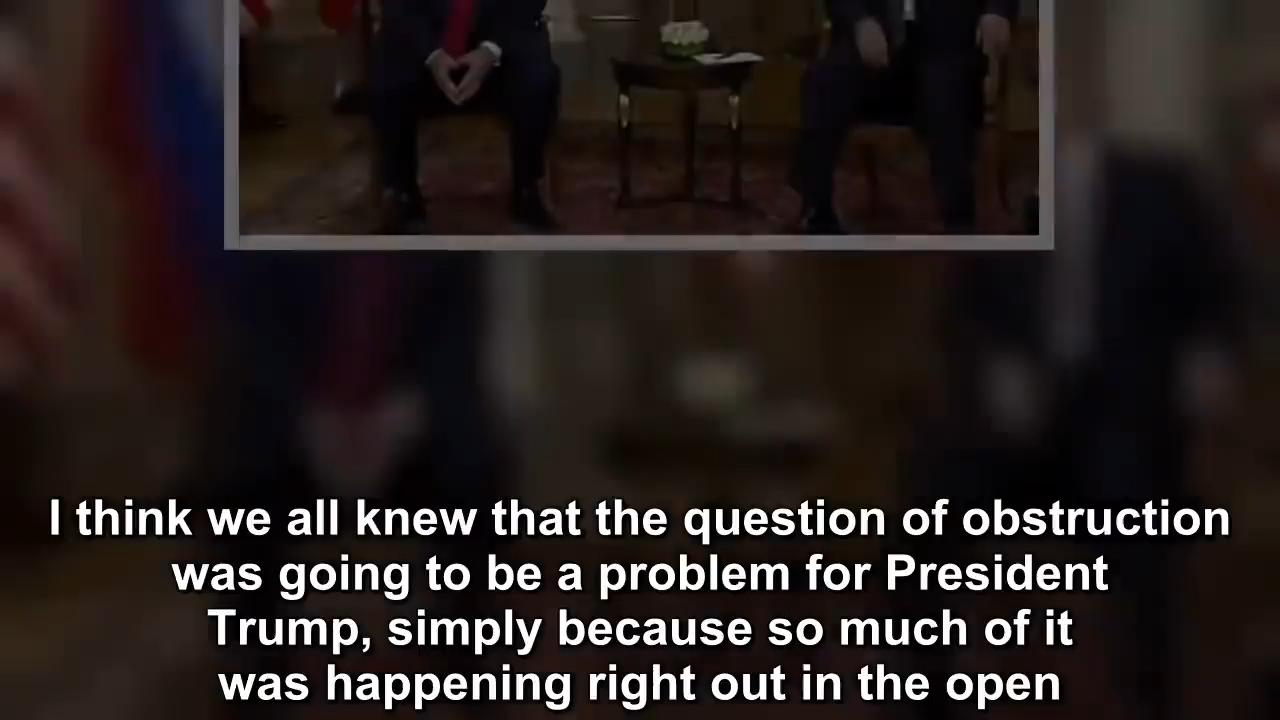 I think we all knew that the question of obstruction
was going to be a problem for President
Trump, simply because so much of it
was happening right out in the open